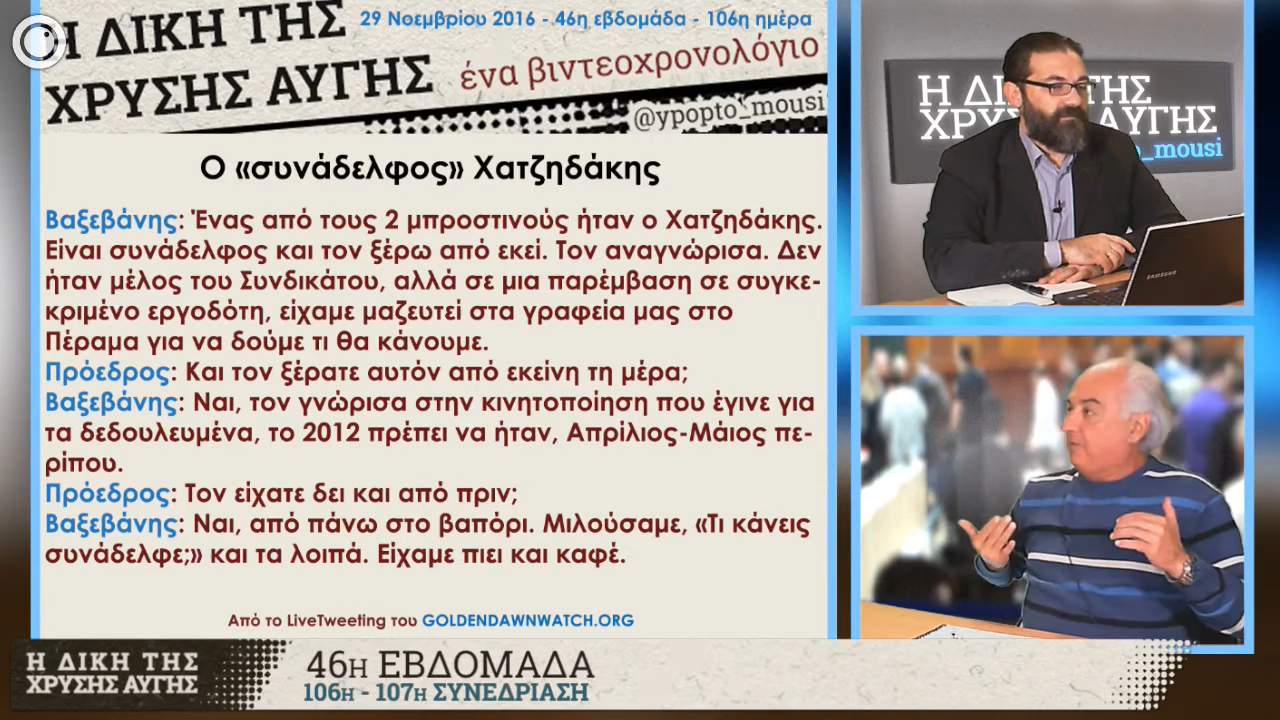 29 Νοεμβρίου 2016 - 46η εβδομάδα - 106η ημέρα
Η ΔΙΚΗ ΤΗΣ
ΧΡΥΣΗΣ ΑΥΓΗΣ
ένα βιντεοχρονολόγιο
@ypopto_mousi
Ο «συνάδελφος» Χατζηδάκης
Βαξεβάνης: Ένας από τους 2 μπροστινούς ήταν ο Χατζηδάκης.
Είναι συνάδελφος και τον ξέρω από εκεί. Τον αναγνώρισα. Δεν
ήταν μέλος του Συνδικάτου, αλλά σε μια παρέμβαση σε συγκε-
κριμένο εργοδότη, είχαμε μαζευτεί στα γραφεία μας στο
Πέραμα για να δούμε τι θα κάνουμε.
Πρόεδρος: Και τον ξέρατε αυτόν από εκείνη τη μέρα;
Βαξεβάνης: Ναι, τον γνώρισα στην κινητοποίηση που έγινε για
τα δεδουλευμένα, το 2012 πρέπει να ήταν, Απρίλιος-Μάιος πε-
ρίπου.
Πρόεδρος: Τον είχατε δει και από πριν;
Βαξεβάνης: Ναι, από πάνω στο βαπόρι. Μιλούσαμε, «Τι κάνεις
συνάδελφε;» και τα λοιπά. Είχαμε πιει και καφέ.
Από το LiveTweeting του GOLDENDAWNWATCH.ORG
Η ΔΙ ΤΗΣ
ΧΡΥ ΑΥΓΗΣ
o_mousi
SAMSUNG
Η ΔΙΚΗ ΤΗΣ
ΧΡΥΣΗΣ ΑΥΓΗΣ
46Η ΕΒΔΟΜΑΔΑ
106Η - 107Η ΣΥΝΕΔΡΙΑΣΗ